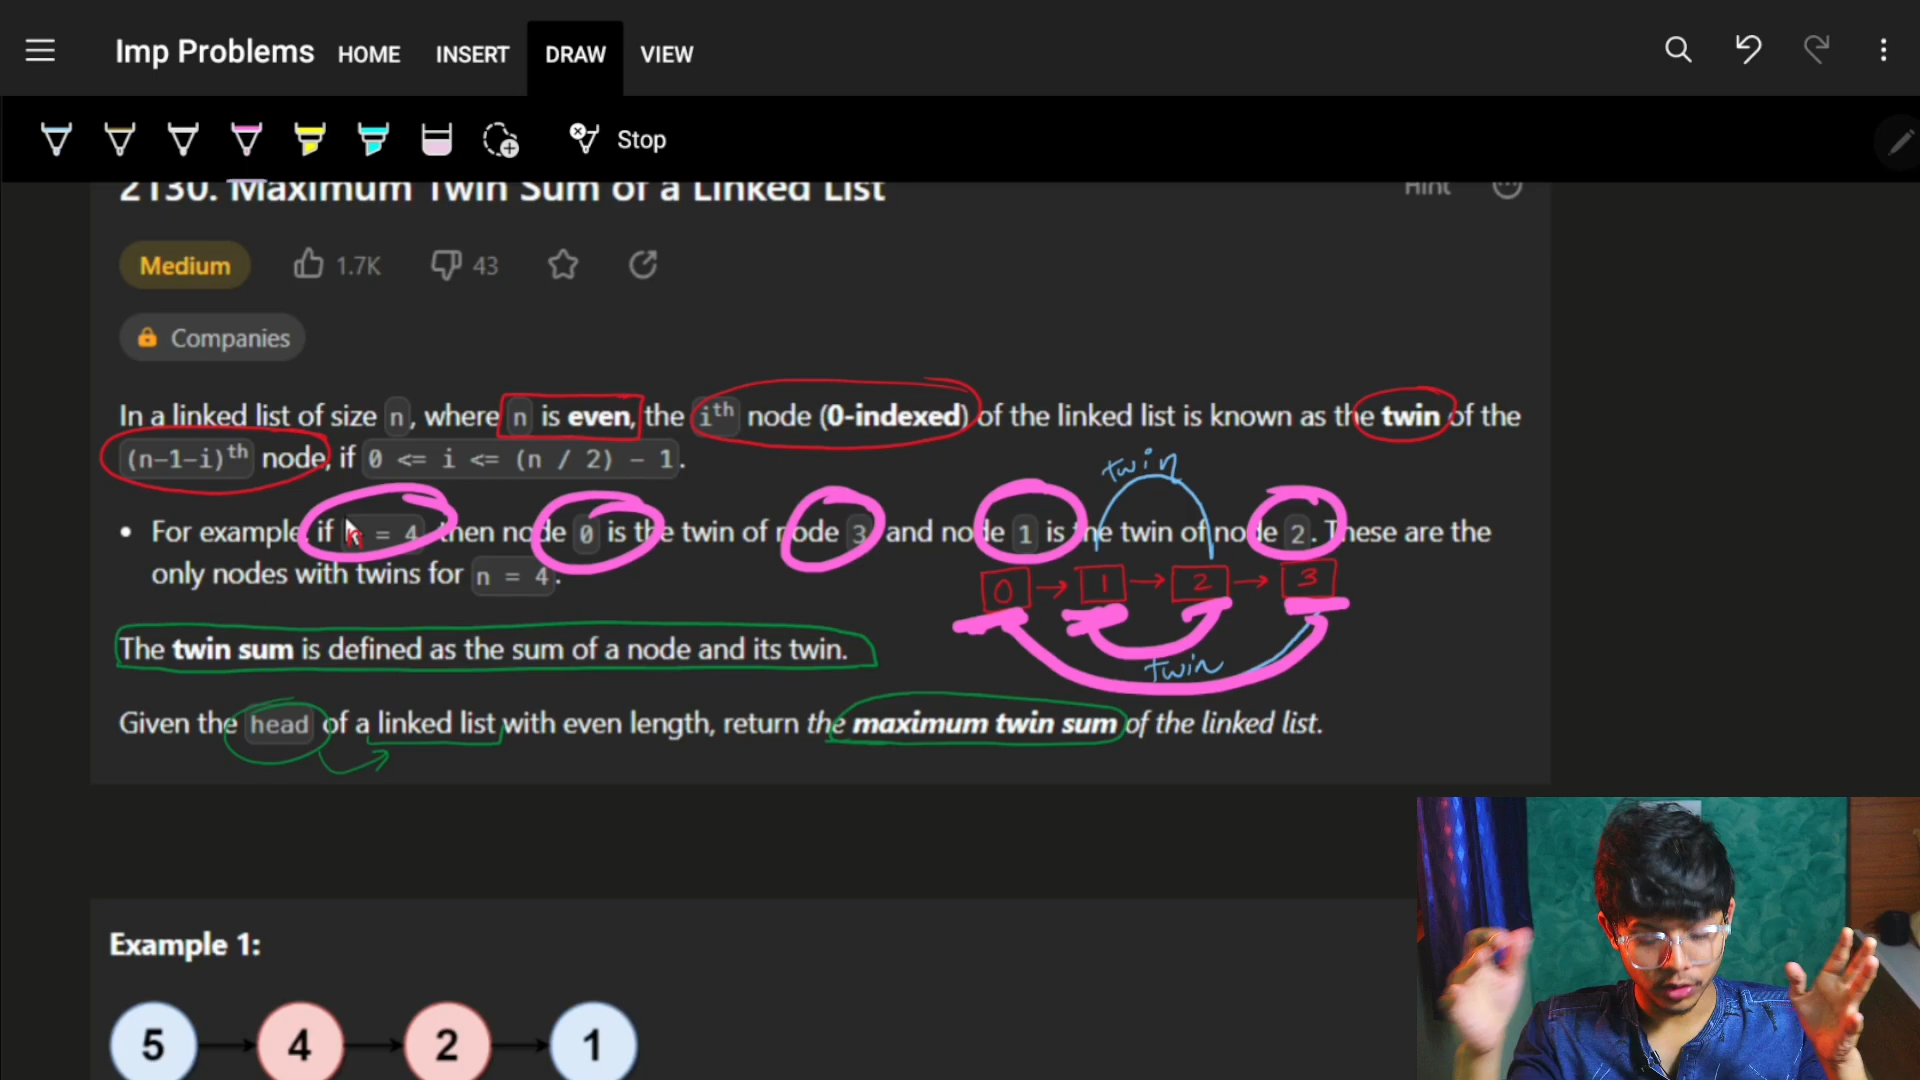 Imp Problems HOME INSERT DRAW VIEW
Stop
2130. Maximum Twin Sum of a Linked List Hint
Medium 1.7K 43
Companies
In a linked list of size n, where n is even, the ith node (0-indexed) of the linked list is known as the twin of the
(n-1-i)th node, if 0 <= i <= (n / 2) - 1.
twin
• For example, if n = 4, then node 0 is the twin of node 3, and node 1 is the twin of node 2. These are the
only nodes with twins for n = 4.
0 → 1 → 2 → 3
The twin sum is defined as the sum of a node and its twin.
twin
Given the head of a linked list with even length, return the maximum twin sum of the linked list.
Example 1:
5 4 2 1